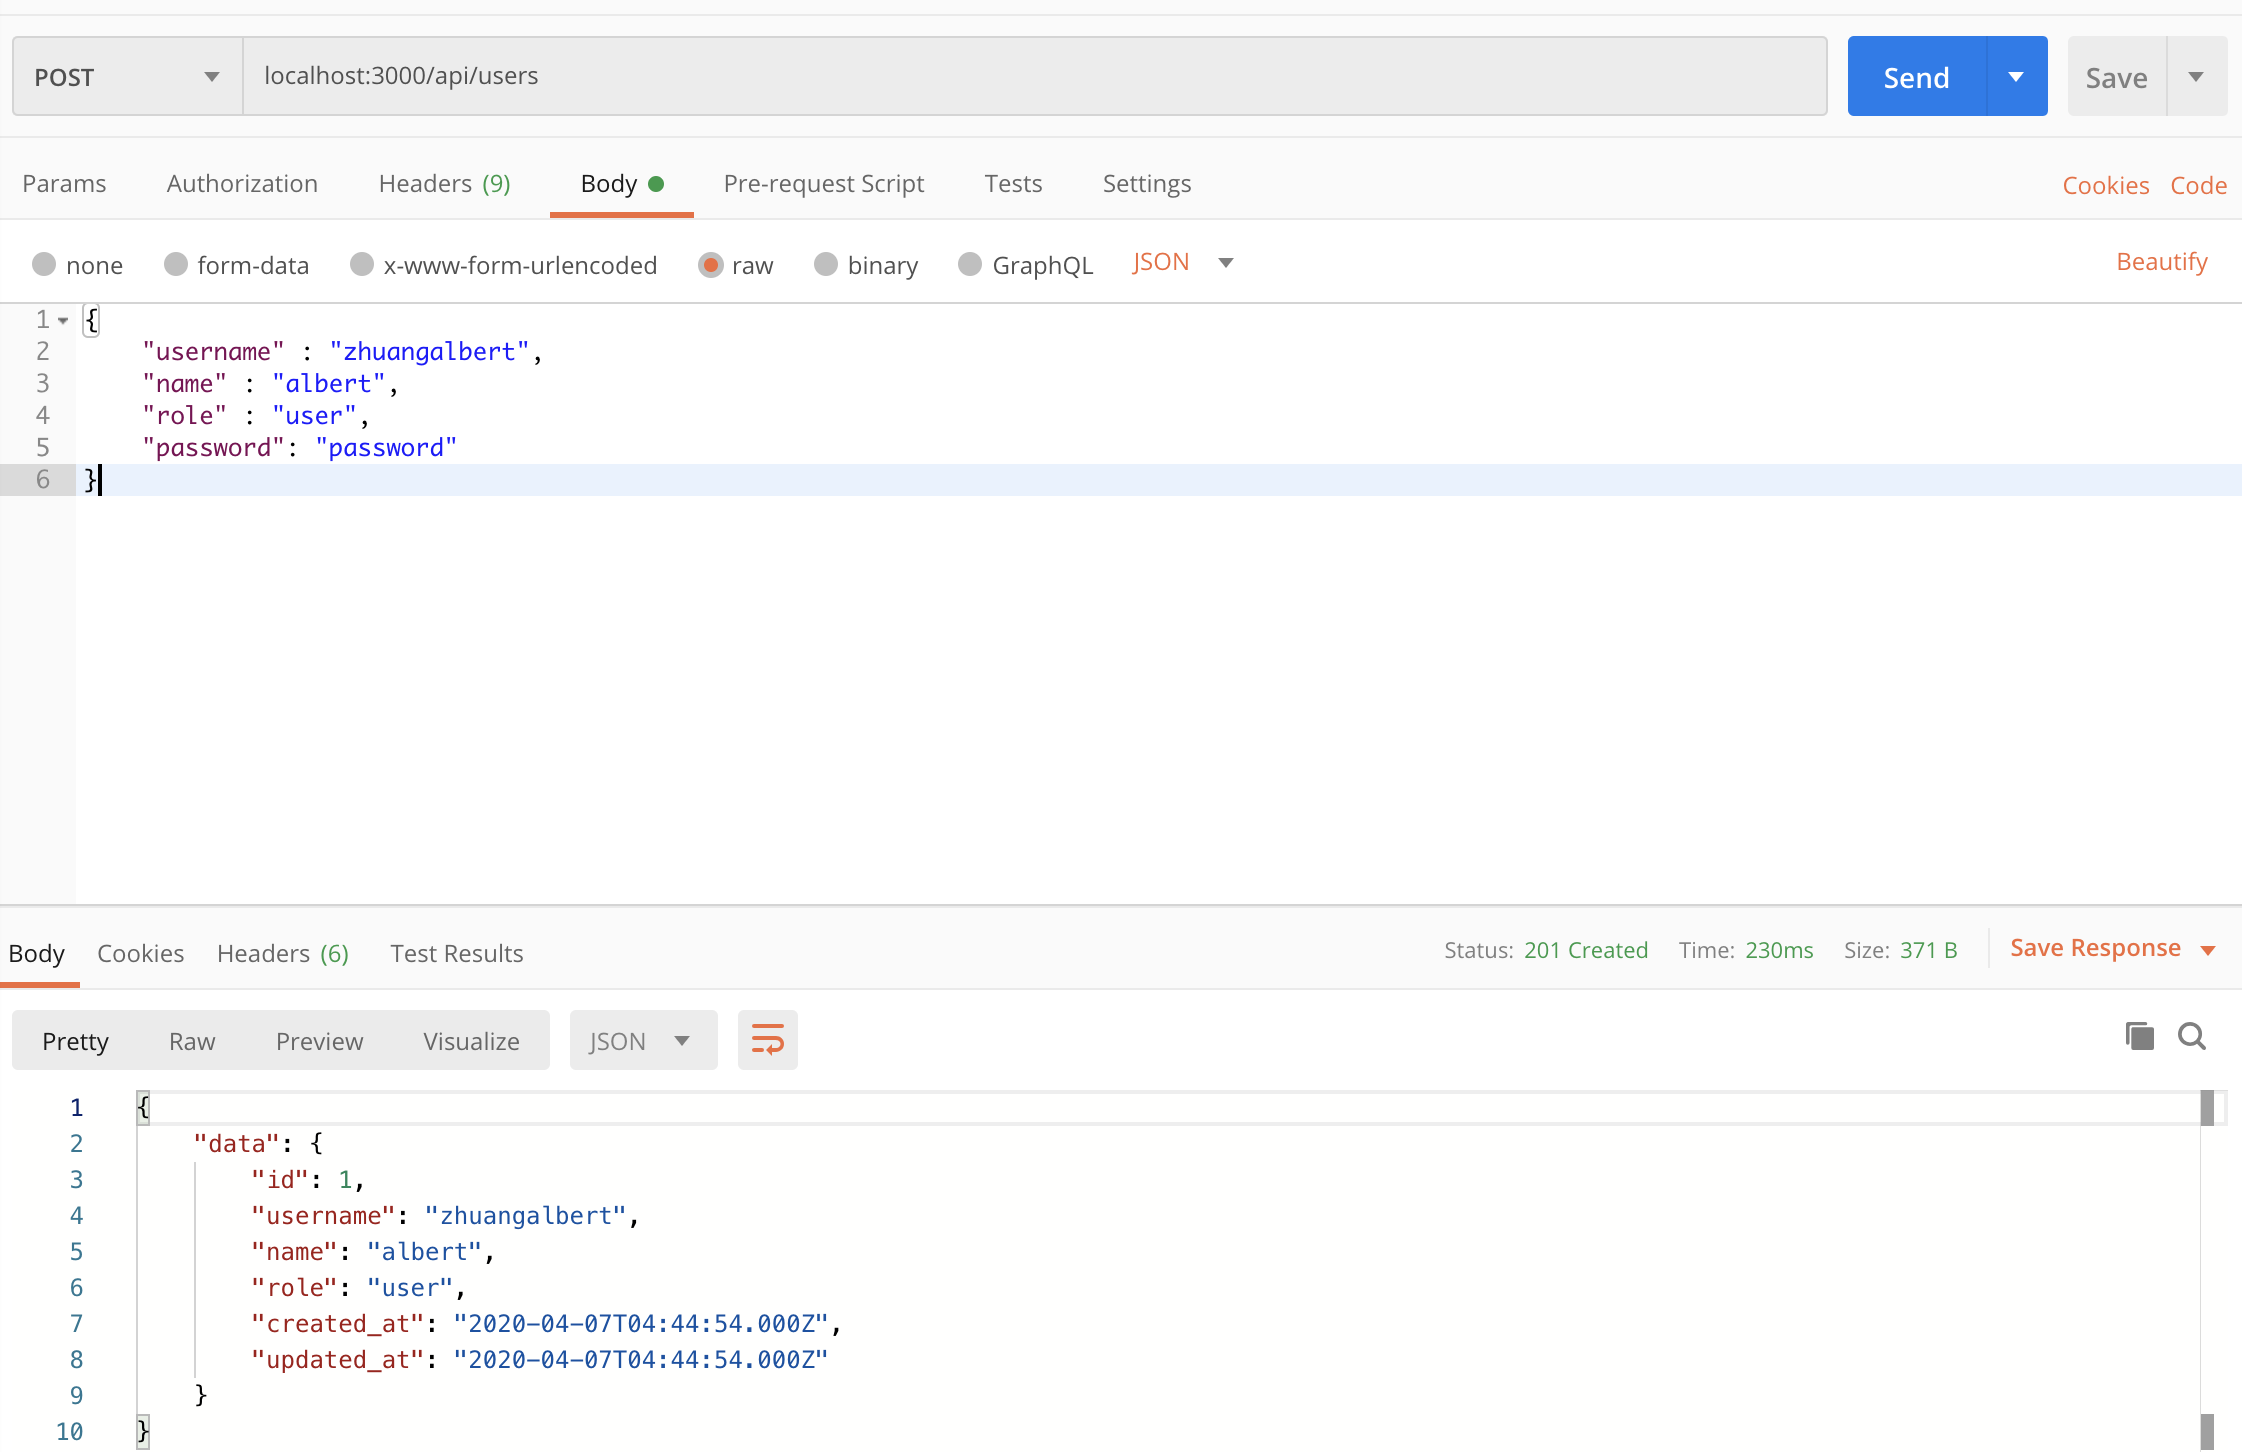 POST localhost:3000/api/users Send Save
Params Authorization Headers (9) Body Pre-request Script Tests Settings Cookies Code
none form-data x-www-form-urlencoded raw binary GraphQL JSON Beautify
1 {
2 "username" : "zhuangalbert",
3 "name" : "albert",
4 "role" : "user",
5 "password": "password"
6 }
Body Cookies Headers (6) Test Results Status: 201 Created Time: 230ms Size: 371 B Save Response
Pretty Raw Preview Visualize JSON
1 {
2 "data": {
3 "id": 1,
4 "username": "zhuangalbert",
5 "name": "albert",
6 "role": "user",
7 "created_at": "2020-04-07T04:44:54.000Z",
8 "updated_at": "2020-04-07T04:44:54.000Z"
9 }
10 }